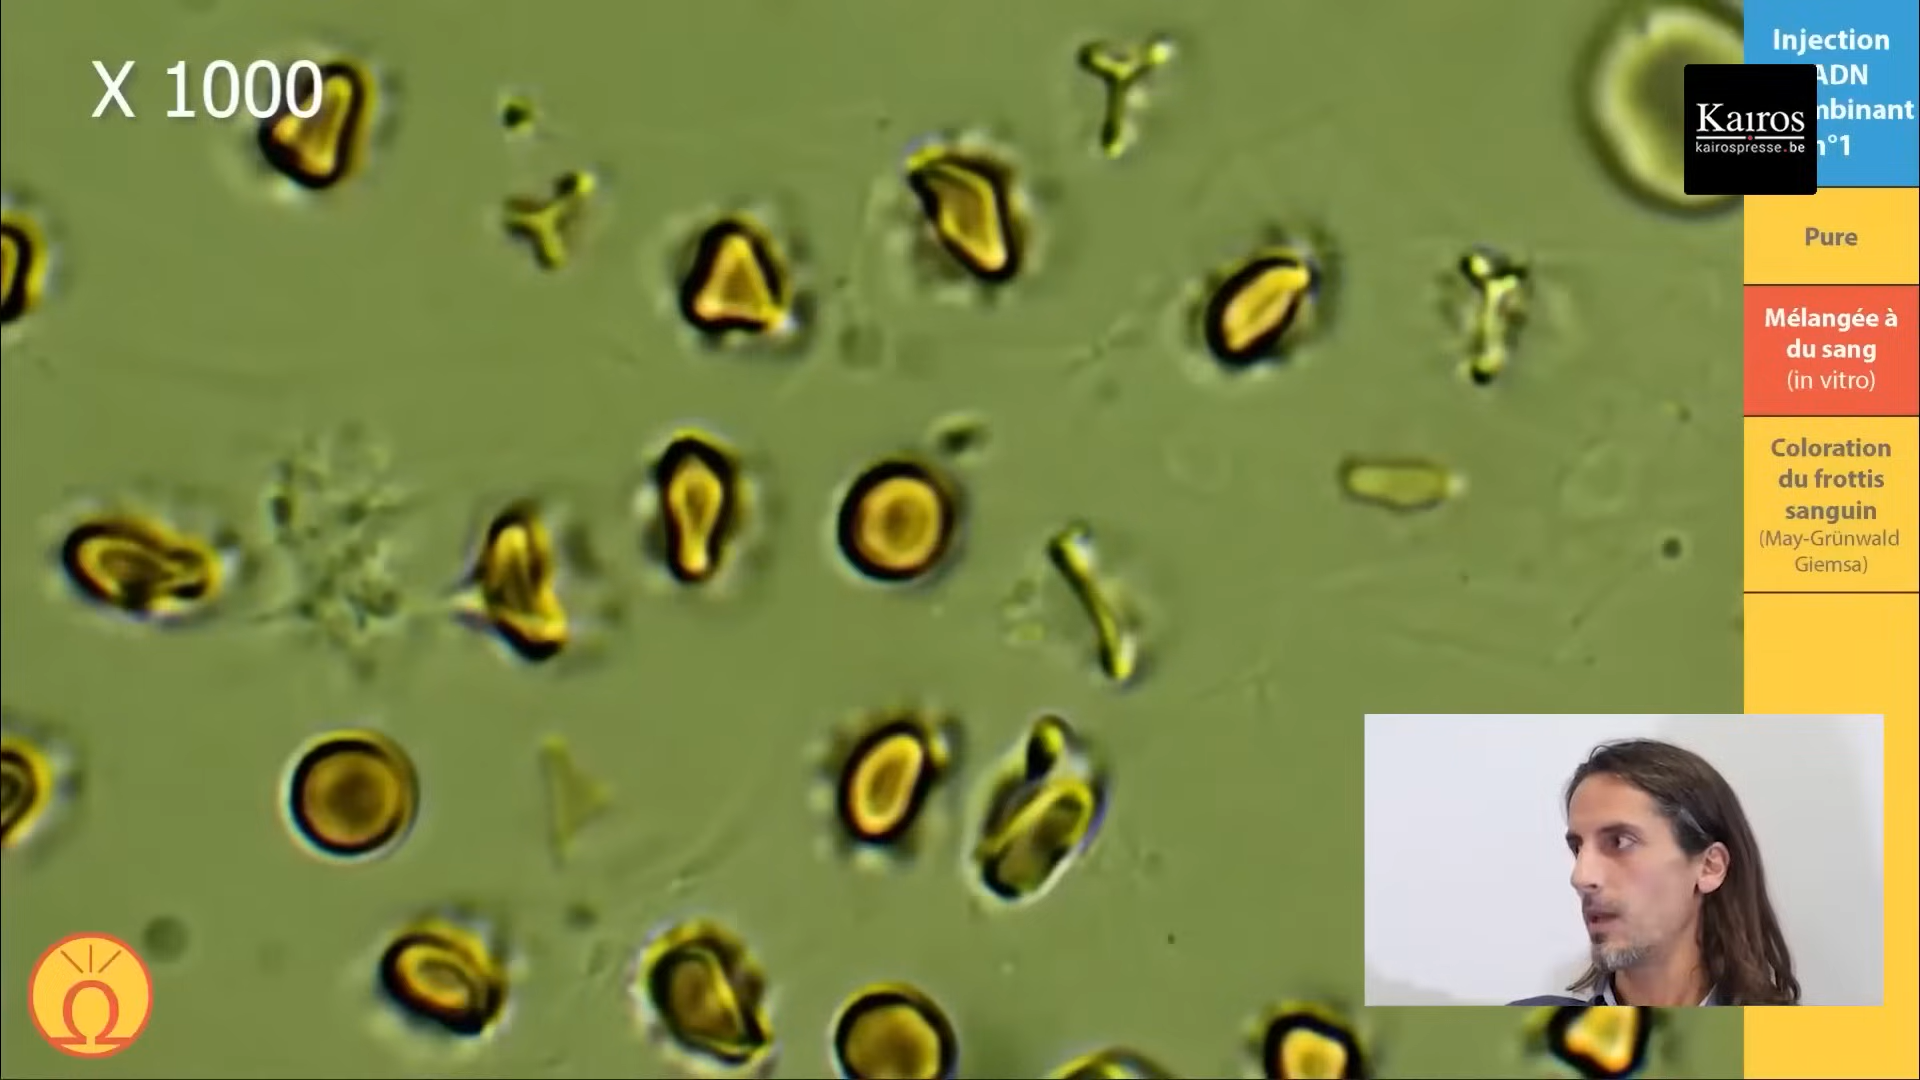 X 1000
Injection
ADN
n°1
Kairos
kairospresse.be
Pure
Mélangée à
du sang
(in vitro)
Coloration
du frottis
sanguin
(May-Grünwald
Giemsa)